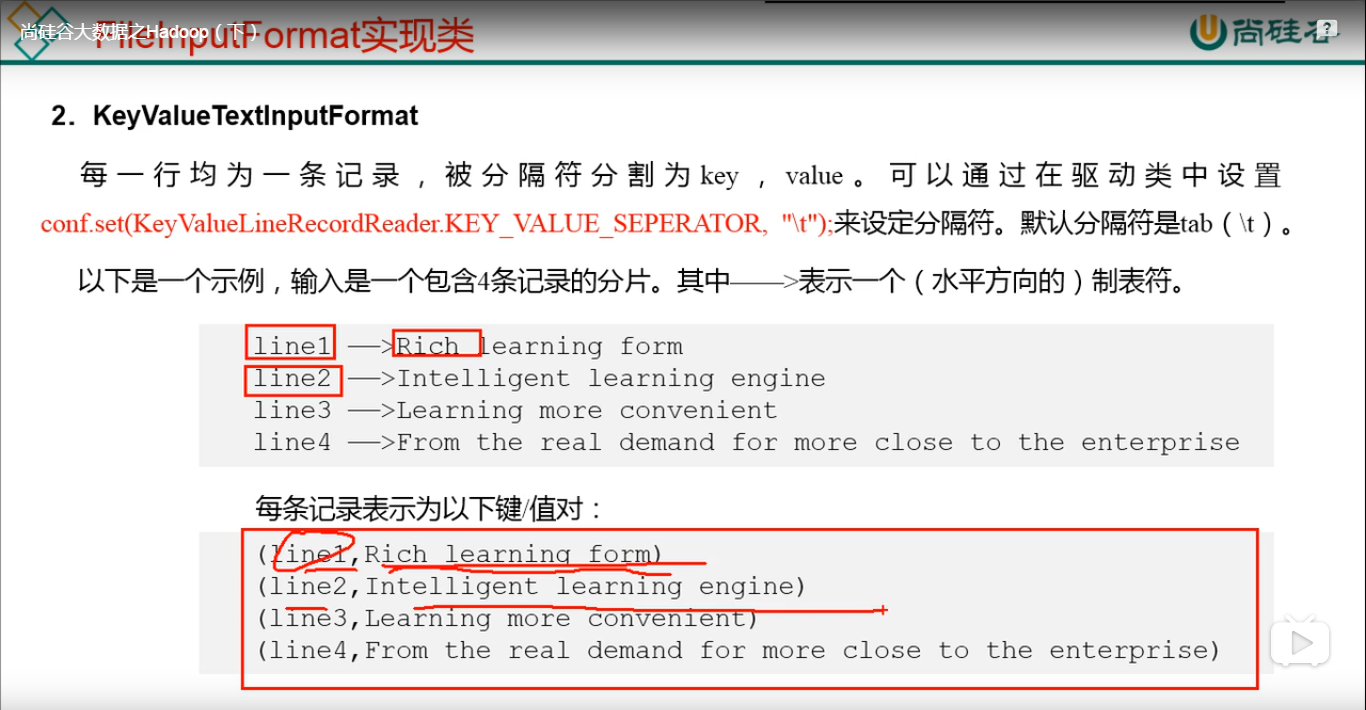 尚硅谷大数据之Hadoop（下）
FileInputFormat实现类
尚硅谷
?
2. KeyValueTextInputFormat
每一行均为一条记录，被分隔符分割为key，value。可以通过在驱动类中设置
conf.set(KeyValueLineRecordReader.KEY_VALUE_SEPERATOR, "\t");来设定分隔符。默认分隔符是tab（\t）。
以下是一个示例，输入是一个包含4条记录的分片。其中——>表示一个（水平方向的）制表符。
line1 ——>Rich learning form
line2 ——>Intelligent learning engine
line3 ——>Learning more convenient
line4 ——>From the real demand for more close to the enterprise
每条记录表示为以下键/值对：
(line1,Rich learning form)
(line2,Intelligent learning engine)
(line3,Learning more convenient)
(line4,From the real demand for more close to the enterprise)